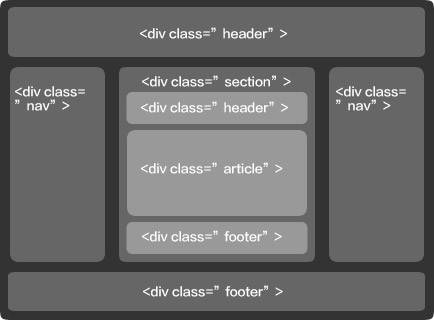 <div class=” header” >
<div class=
” nav” >
<div class=” section” >
<div class=” header” >
<div class=” article” >
<div class=” footer” >
<div class=
” nav” >
<div class=” footer” >